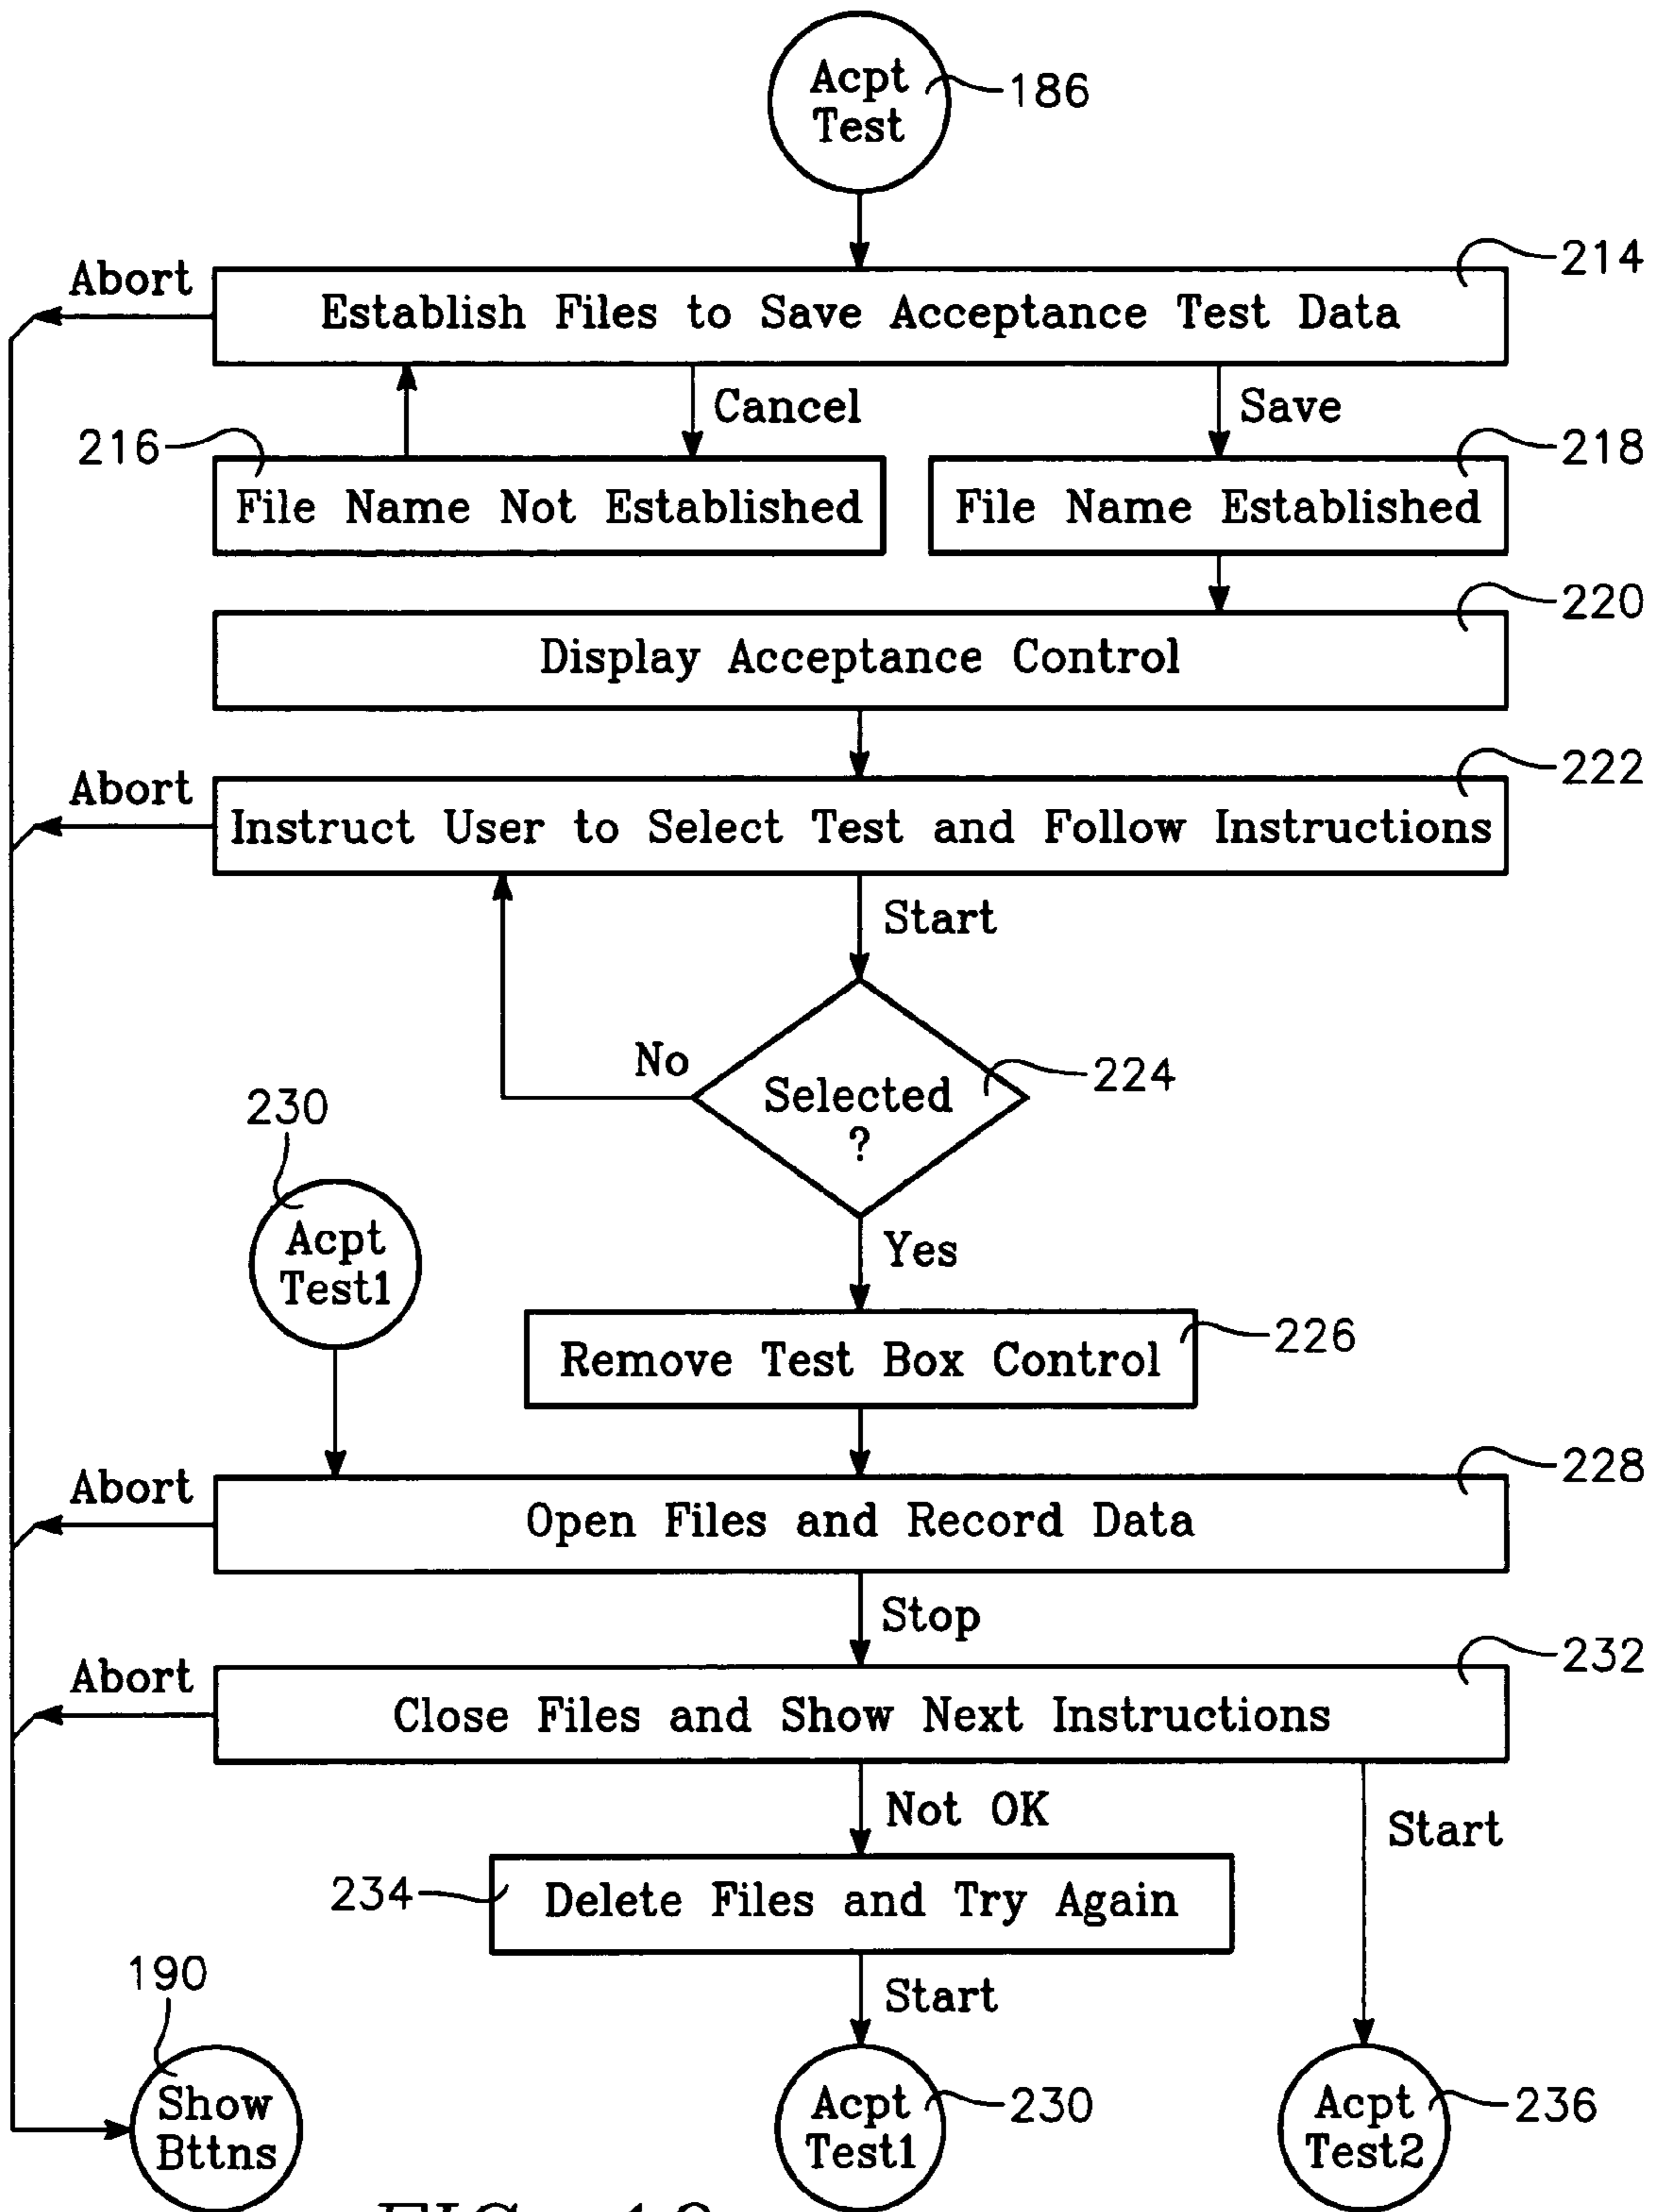 Acpt
Test
186
214
Abort
Establish Files to Save Acceptance Test Data
Cancel
Save
216
218
File Name Not Established
File Name Established
220
Display Acceptance Control
222
Abort
Instruct User to Select Test and Follow Instructions
Start
No
Selected
?
224
230
Acpt
Test1
Yes
226
Remove Test Box Control
228
Abort
Open Files and Record Data
Stop
232
Abort
Close Files and Show Next Instructions
Not OK
Start
234
Delete Files and Try Again
190
Start
Show
Bttns
Acpt
Test1
230
Acpt
Test2
236